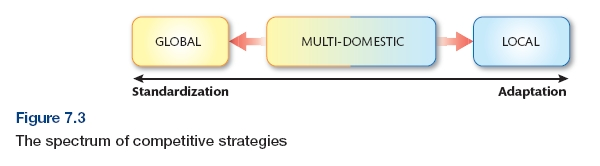 GLOBAL MULTI-DOMESTIC LOCAL
Standardization Adaptation
Figure 7.3
The spectrum of competitive strategies